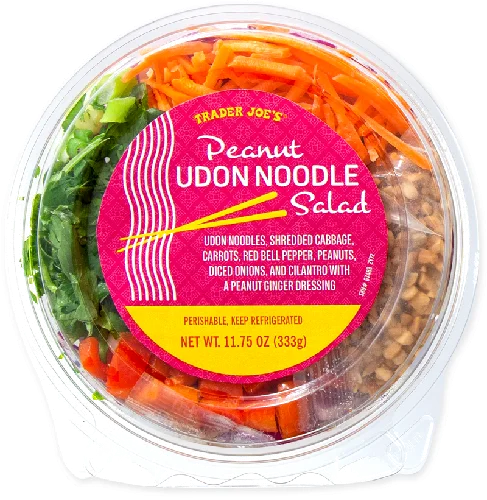 TRADER JOE'S
Peanut
UDON NOODLE
Salad
UDON NOODLES, SHREDDED CABBAGE,
CARROTS, RED BELL PEPPER, PEANUTS,
DICED ONIONS, AND CILANTRO WITH
A PEANUT GINGER DRESSING
PERISHABLE, KEEP REFRIGERATED
NET WT. 11.75 OZ (333g)